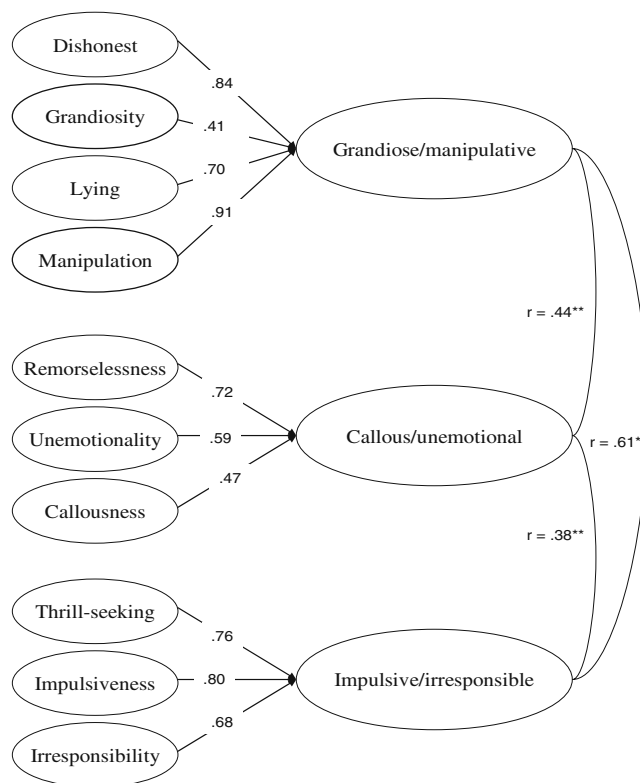 Dishonest
.84
Grandiosity
.41
Grandiose/manipulative
Lying
.70
.91
Manipulation
r = .44**
Remorselessness
.72
Unemotionality
.59
Callous/unemotional
r = .61*
Callousness
.47
r = .38**
Thrill-seeking
.76
Impulsiveness
.80
Impulsive/irresponsible
.68
Irresponsibility